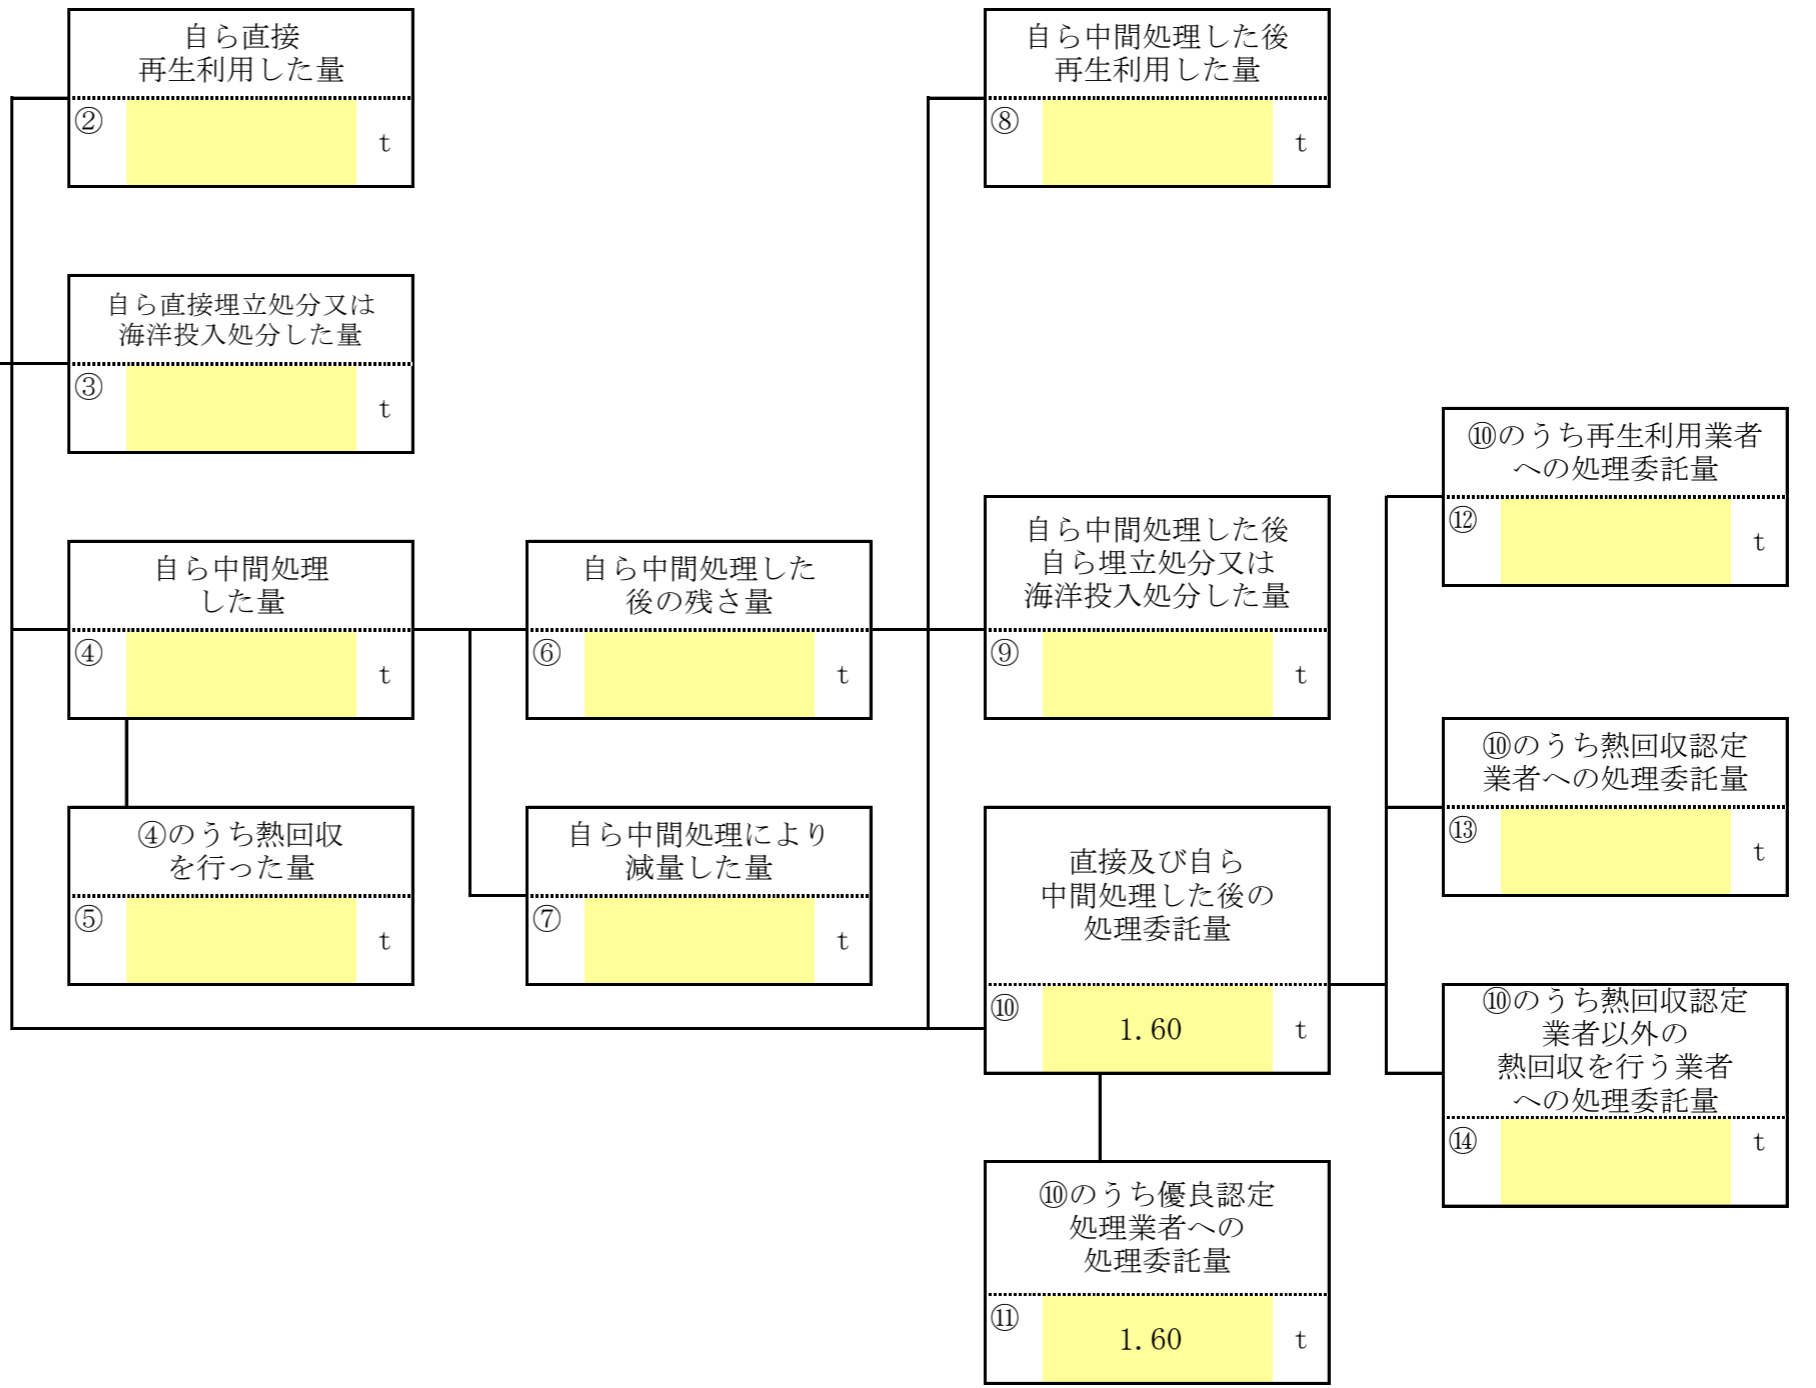 自ら直接
再生利用した量
②
t
自ら直接埋立処分又は
海洋投入処分した量
③
t
自ら中間処理
した量
④
t
④のうち熱回収
を行った量
⑤
t
自ら中間処理した
後の残さ量
⑥
t
自ら中間処理により
減量した量
⑦
t
自ら中間処理した後
再生利用した量
⑧
t
自ら中間処理した後
自ら埋立処分又は
海洋投入処分した量
⑨
t
直接及び自ら
中間処理した後の
処理委託量
⑩ 1.60 t
⑩のうち優良認定
処理業者への
処理委託量
⑪ 1.60 t
⑩のうち再生利用業者
への処理委託量
⑫
t
⑩のうち熱回収認定
業者への処理委託量
⑬
t
⑩のうち熱回収認定
業者以外の
熱回収を行う業者
への処理委託量
⑭ t